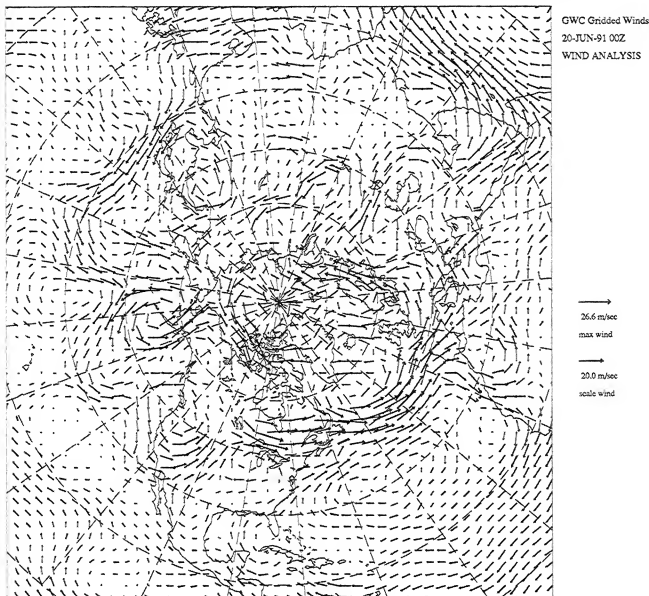 GWC Gridded Winds
20-JUN-91 00Z
WIND ANALYSIS
26.6 m/sec
max wind
20.0 m/sec
scale wind